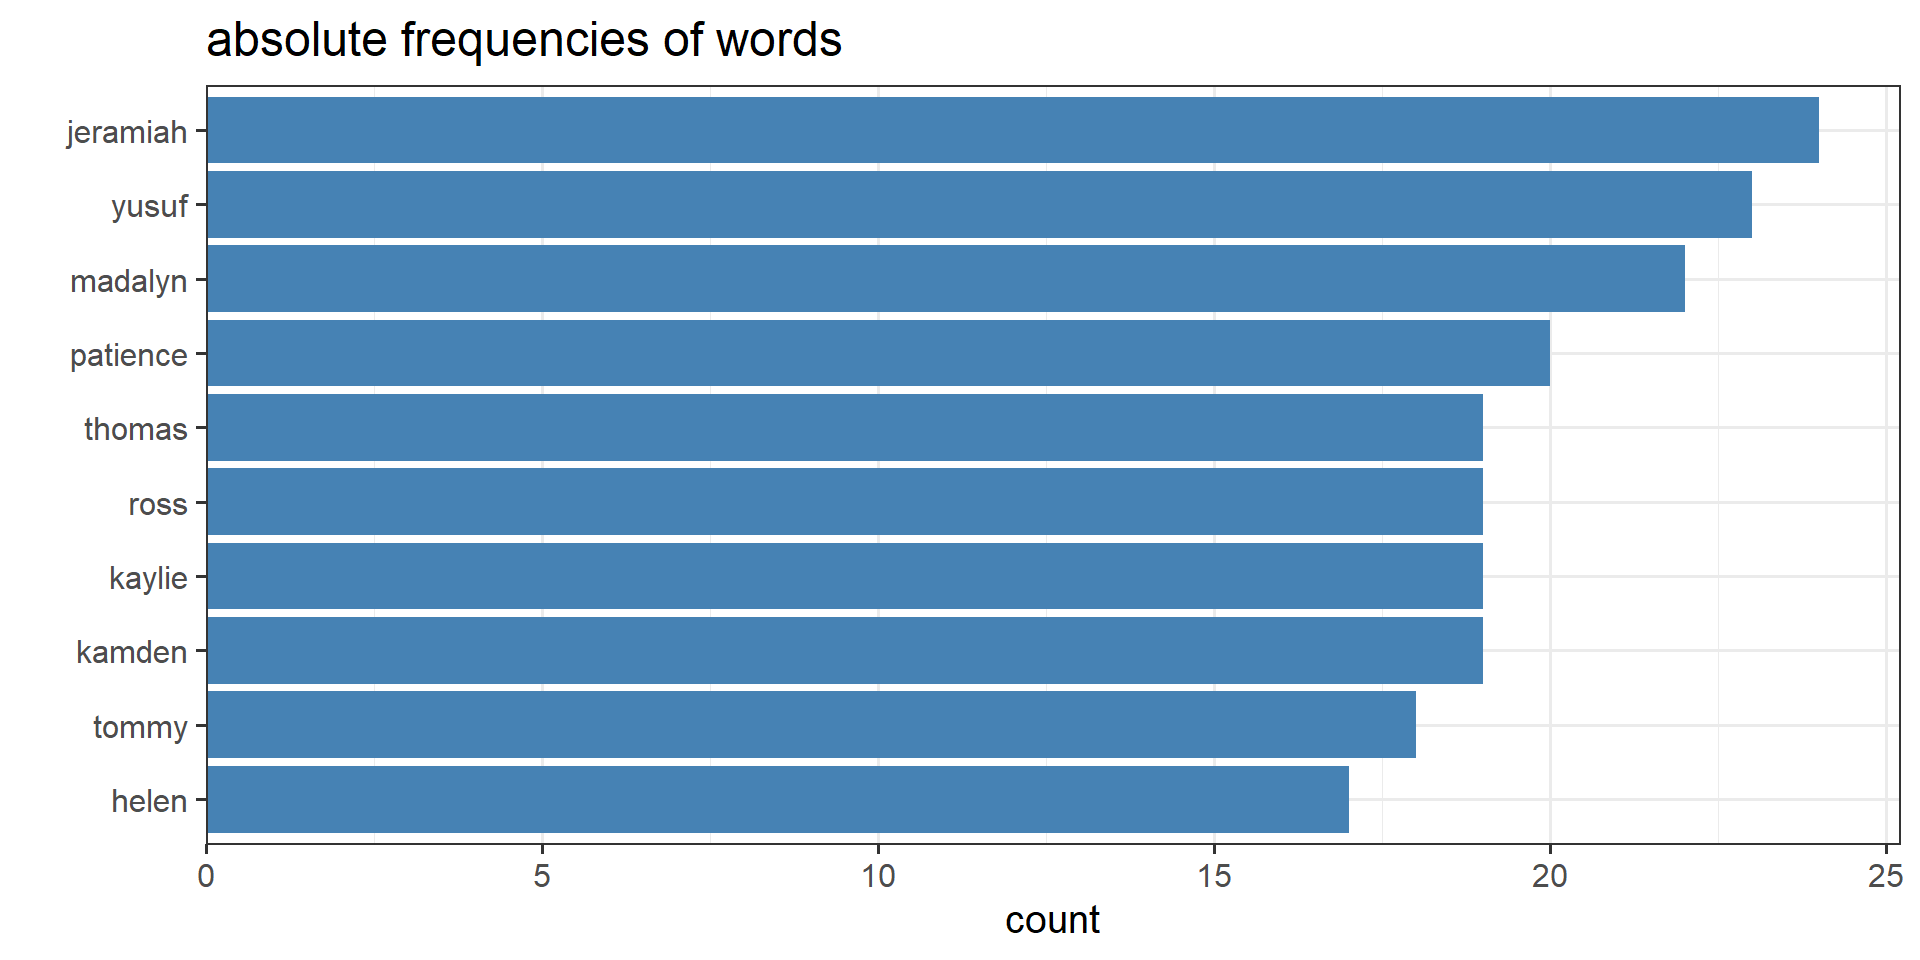 absolute frequencies of words
jeramiah
yusuf
madalyn
patience
thomas
ross
kaylie
kamden
tommy
helen
0 5 10 15 20 25
count